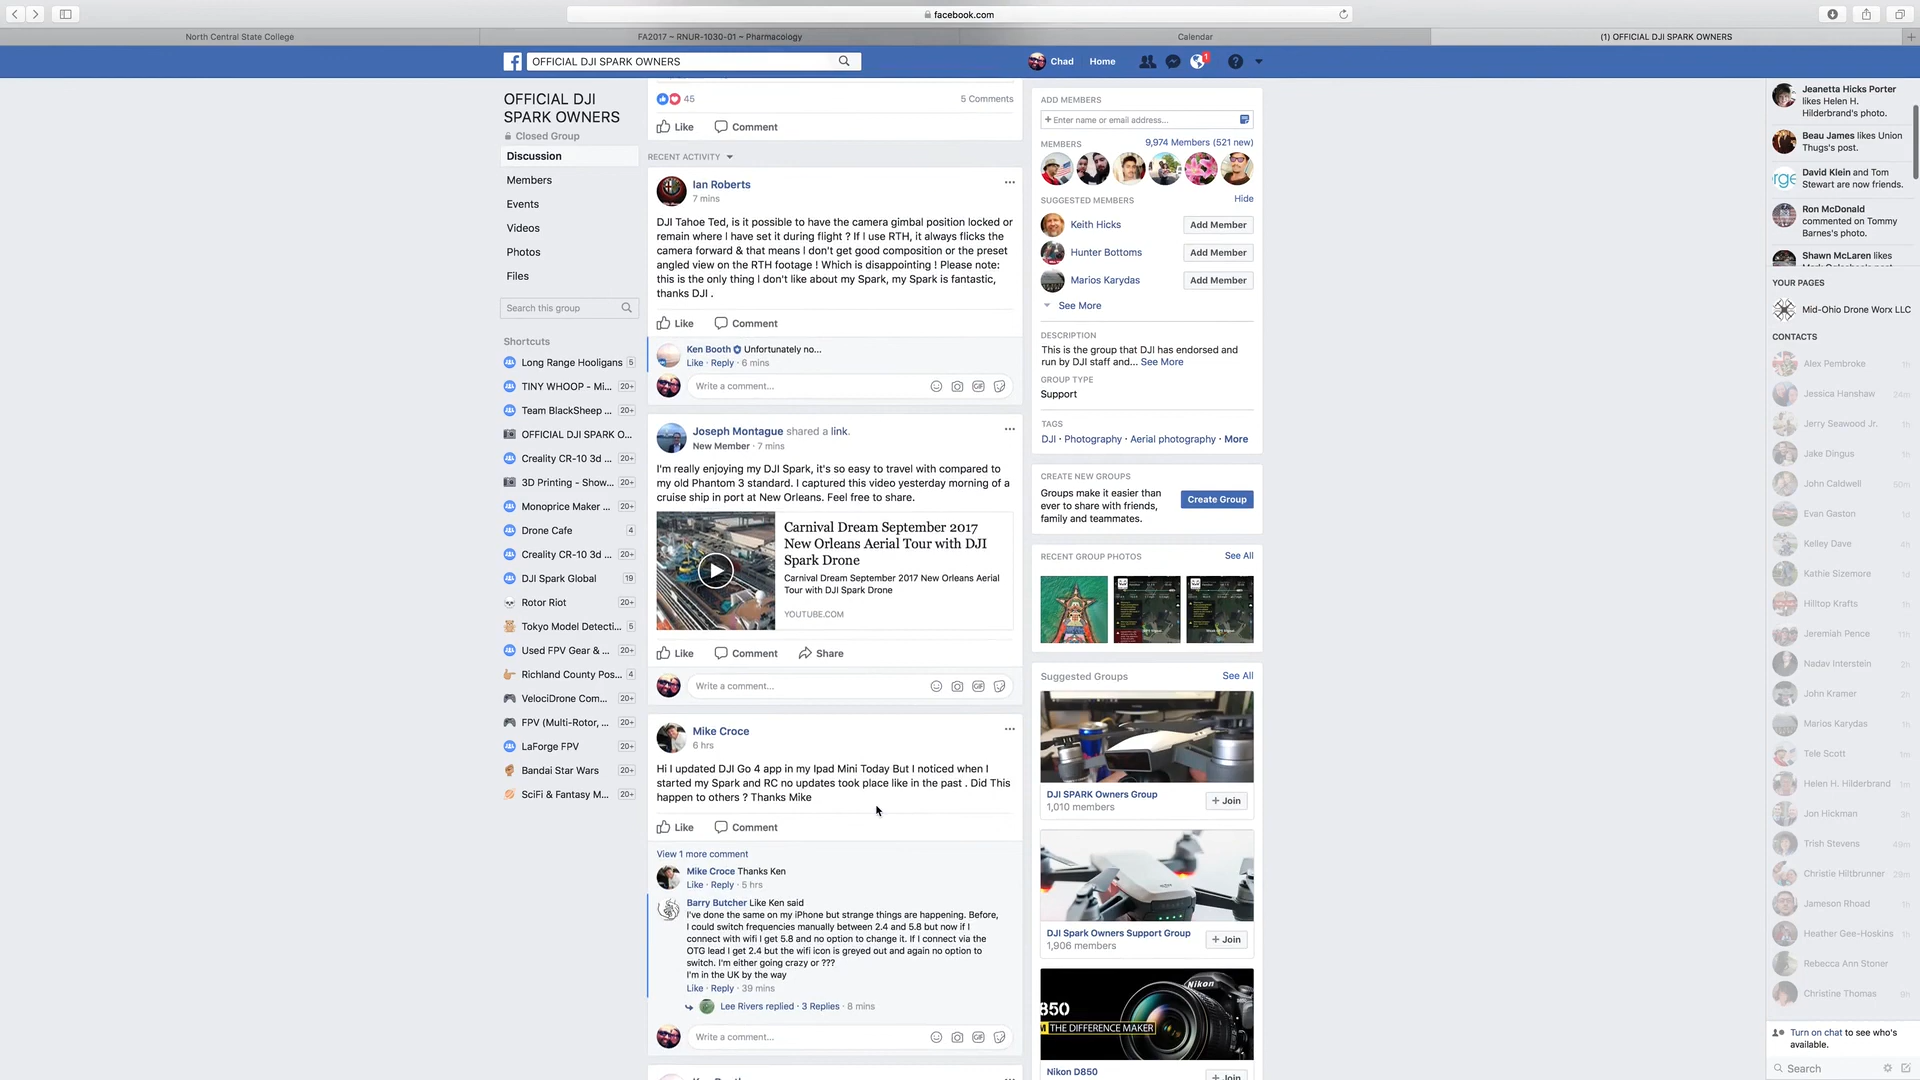 facebook.com
North Central State College
FA2017 ~ RNUR-1030-01 ~ Pharmacology
Calendar
(1) OFFICIAL DJI SPARK OWNERS
OFFICIAL DJI SPARK OWNERS
Chad
Home
1
OFFICIAL DJI
SPARK OWNERS
Closed Group
Discussion
Members
Events
Videos
Photos
Files
Search this group
Shortcuts
Long Range Hooligans 5
TINY WHOOP - Mi... 20+
Team BlackSheep ... 20+
OFFICIAL DJI SPARK O...
Creality CR-10 3d ... 20+
3D Printing - Show... 20+
Monoprice Maker ... 20+
Drone Cafe 4
Creality CR-10 3d ... 20+
DJI Spark Global 19
Rotor Riot 20+
Tokyo Model Detecti... 5
Used FPV Gear & ... 20+
Richland County Pos... 4
VelociDrone Com... 20+
FPV (Multi-Rotor, ... 20+
LaForge FPV 20+
Bandai Star Wars 20+
SciFi & Fantasy M... 20+
45
5 Comments
Like Comment
RECENT ACTIVITY
Ian Roberts
7 mins
DJI Tahoe Ted, is it possible to have the camera gimbal position locked or
remain where I have set it during flight ? If I use RTH, it always flicks the
camera forward & that means I don't get good composition or the preset
angled view on the RTH footage ! Which is disappointing ! Please note:
this is the only thing I don't like about my Spark, my Spark is fantastic,
thanks DJI .
Like Comment
Ken Booth Unfortunately no...
Like · Reply · 6 mins
Write a comment...
GIF
Joseph Montague shared a link.
New Member · 7 mins
I'm really enjoying my DJI Spark, it's so easy to travel with compared to
my old Phantom 3 standard. I captured this video yesterday morning of a
cruise ship in port at New Orleans. Feel free to share.
Carnival Dream September 2017
New Orleans Aerial Tour with DJI
Spark Drone
Carnival Dream September 2017 New Orleans Aerial
Tour with DJI Spark Drone
YOUTUBE.COM
Like Comment Share
Write a comment...
GIF
Mike Croce
6 hrs
Hi I updated DJI Go 4 app in my Ipad Mini Today But I noticed when I
started my Spark and RC no updates took place like in the past . Did This
happen to others ? Thanks Mike
Like Comment
View 1 more comment
Mike Croce Thanks Ken
Like · Reply · 5 hrs
Barry Butcher Like Ken said
I've done the same on my iPhone but strange things are happening. Before,
I could switch frequencies manually between 2.4 and 5.8 but now if I
connect with wifi I get 5.8 and no option to change it. If I connect via the
OTG lead I get 2.4 but the wifi icon is greyed out and again no option to
switch. I'm either going crazy or ???
I'm in the UK by the way
Like · Reply · 39 mins
Lee Rivers replied · 3 Replies · 8 mins
Write a comment...
GIF
ADD MEMBERS
+ Enter name or email address...
MEMBERS
9,974 Members (521 new)
SUGGESTED MEMBERS
Hide
Keith Hicks
Add Member
Hunter Bottoms
Add Member
Marios Karydas
Add Member
See More
DESCRIPTION
This is the group that DJI has endorsed and
run by DJI staff and... See More
GROUP TYPE
Support
TAGS
DJI · Photography · Aerial photography · More
CREATE NEW GROUPS
Groups make it easier than
ever to share with friends,
family and teammates.
Create Group
RECENT GROUP PHOTOS
See All
Suggested Groups
See All
DJI SPARK Owners Group
1,010 members
+ Join
DJI Spark Owners Support Group
1,906 members
+ Join
Nikon
850
THE DIFFERENCE MAKER
Nikon D850
+ Join
Jeanetta Hicks Porter
likes Helen H.
Hilderbrand's photo.
Beau James likes Union
Thugs's post.
David Klein and Tom
Stewart are now friends.
Ron McDonald
commented on Tommy
Barnes's photo.
Shawn McLaren likes
YOUR PAGES
Mid-Ohio Drone Worx LLC
CONTACTS
Alex Pembroke 1h
Jessica Hanshaw 24m
Jerry Seawood Jr. 1h
Jake Dingus 1h
John Caldwell 50m
Evan Gaston 1d
Kelley Dave 4h
Kathie Sizemore 1d
Hilltop Krafts 1h
Jeremiah Pence 11h
Nadav Interstein 2h
John Kramer 2h
Marios Karydas 1h
Tele Scott 1m
Helen H. Hilderbrand 1m
Jon Hickman 3h
Trish Stevens 49m
Christie Hiltbrunner 29m
Jameson Rhoad 1h
Heather Gee-Hoskins 1h
Rebecca Ann Stoner
Christine Thomas 9h
Turn on chat to see who's
available.
Search